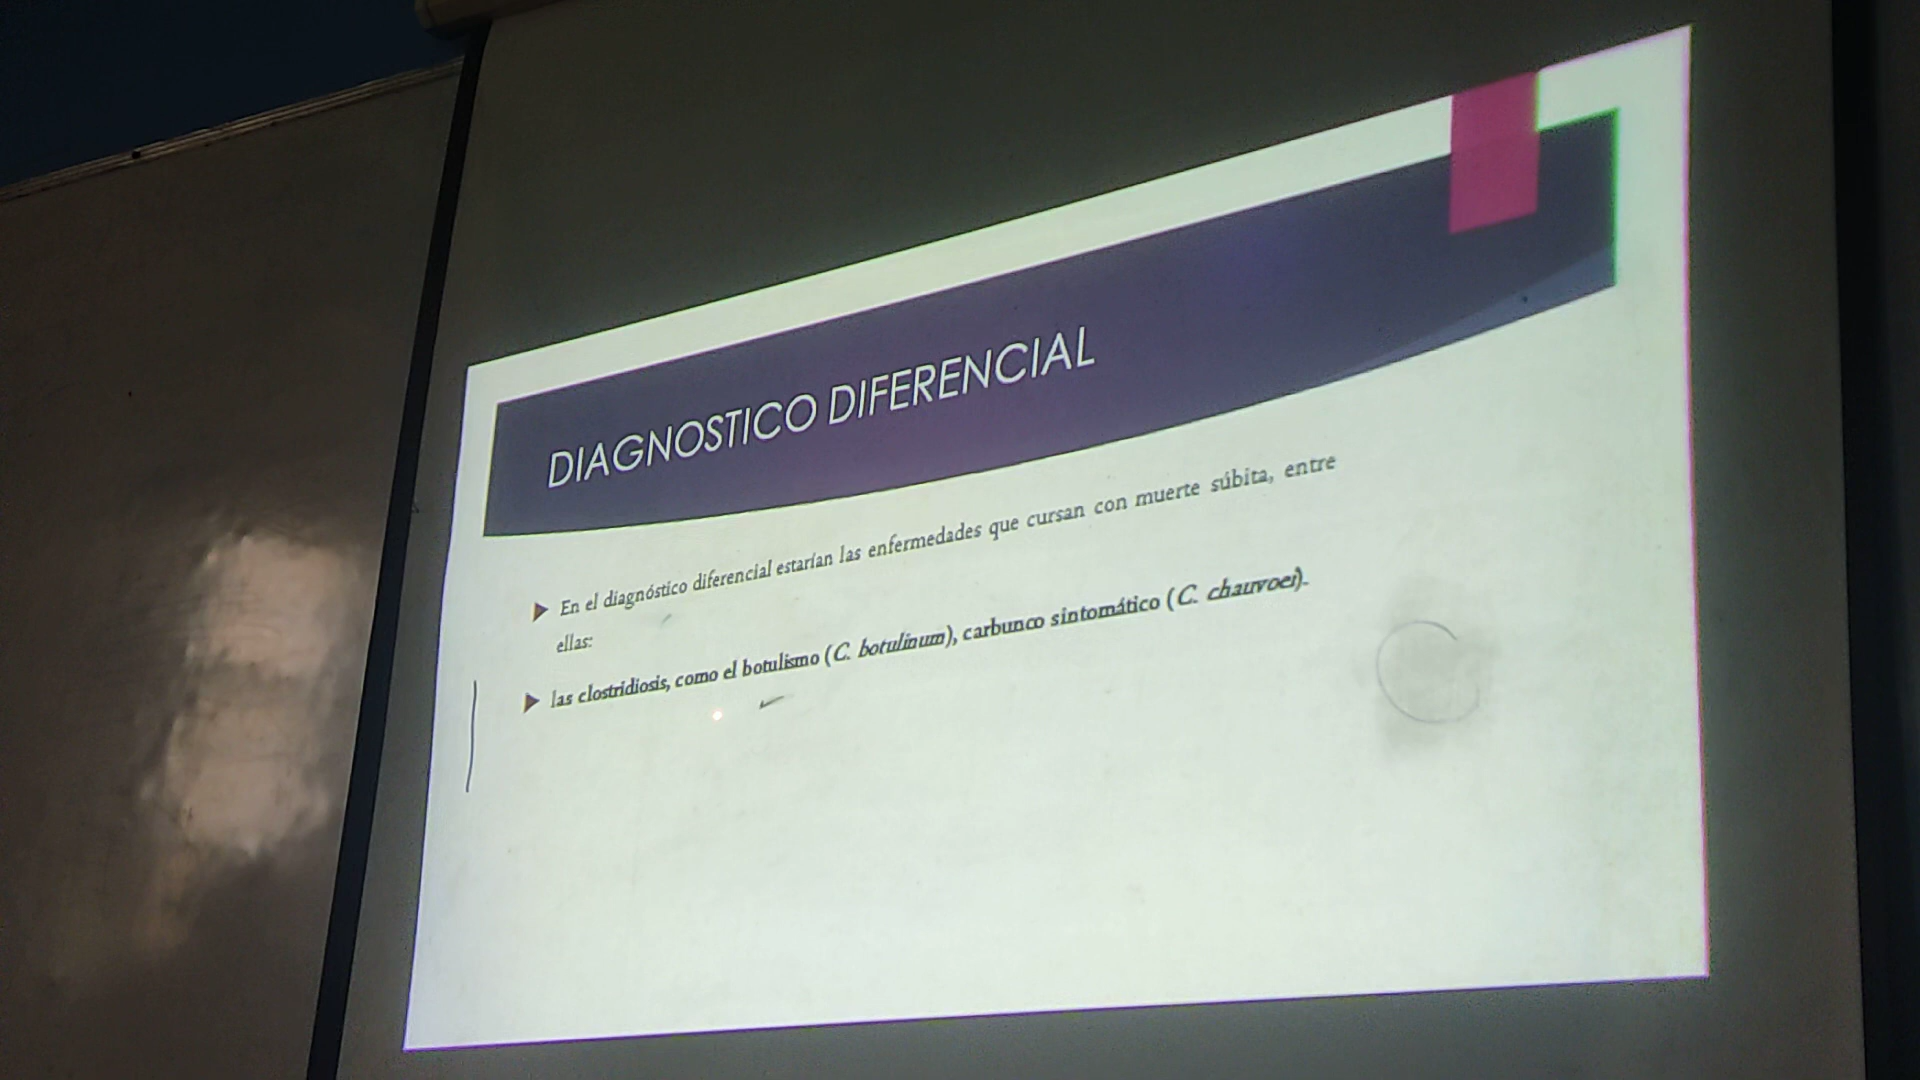 DIAGNOSTICO DIFERENCIAL
En el diagnóstico diferencial estarían las enfermedades que cursan con muerte súbita, entre
ellas:
las clostridiosis, como el botulismo (C. botulinum), carbunco sintomático (C. chauvoei).